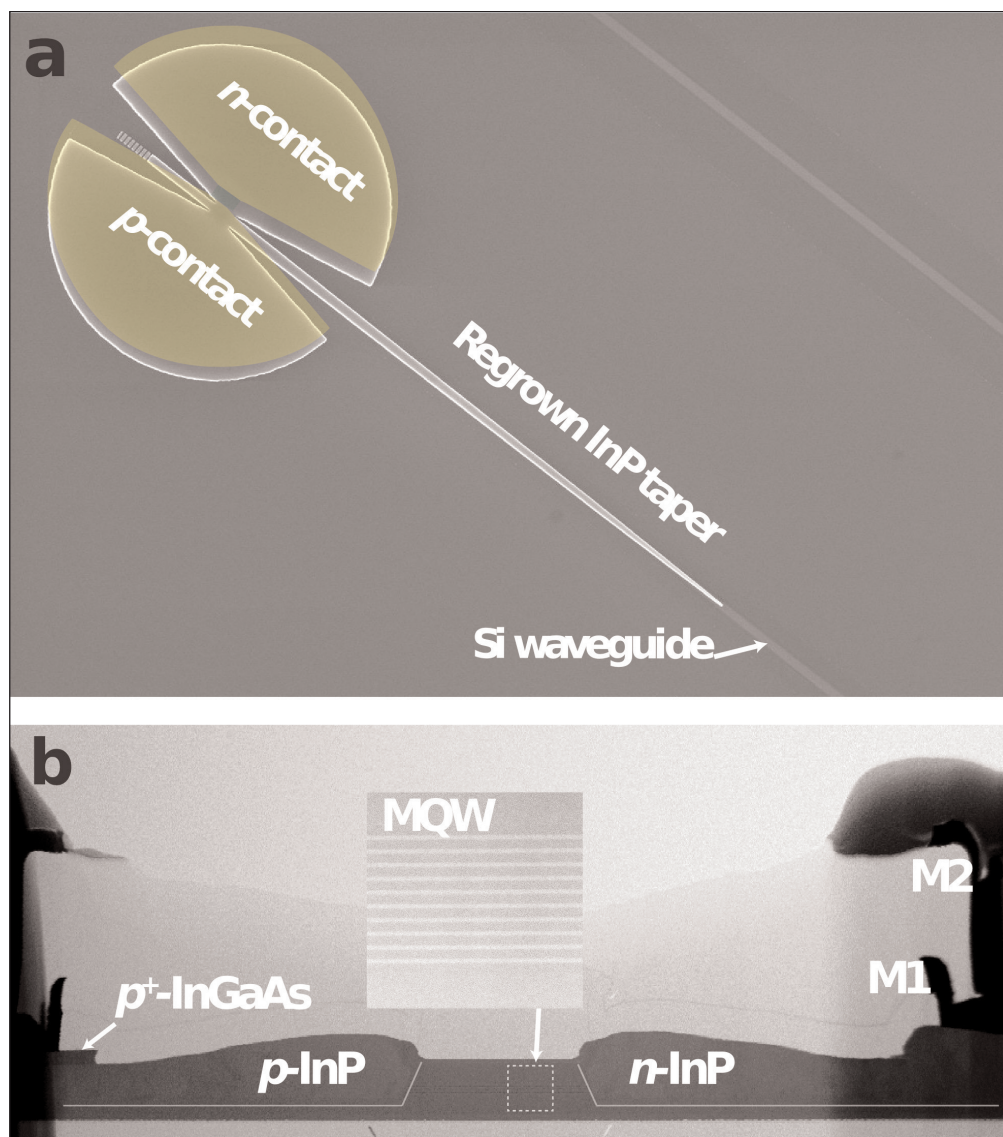 a
n-contact
p-contact
Regrown InP taper
Si waveguide
b
MQW
M2
M1
p⁺-InGaAs
p-InP
n-InP